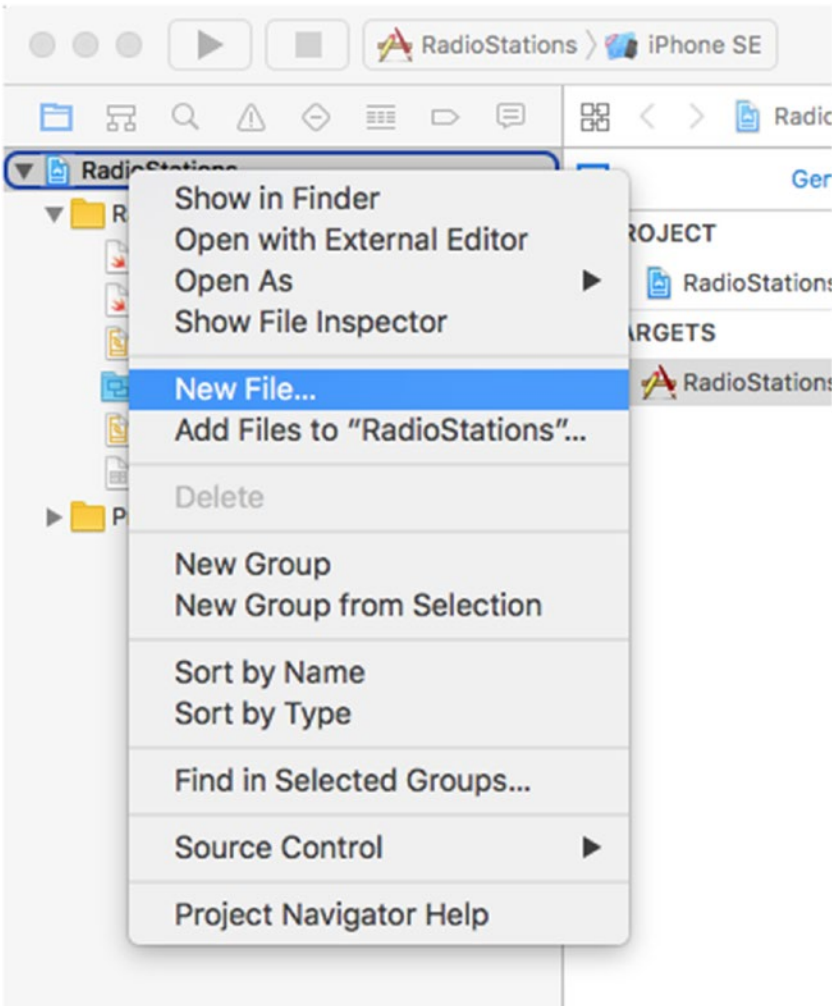 RadioStations
iPhone SE
Radio
RadioStations
Ger
R
ROJECT
RadioStations
ARGETS
RadioStations
P
Show in Finder
Open with External Editor
Open As
Show File Inspector
New File...
Add Files to “RadioStations”...
Delete
New Group
New Group from Selection
Sort by Name
Sort by Type
Find in Selected Groups...
Source Control
Project Navigator Help